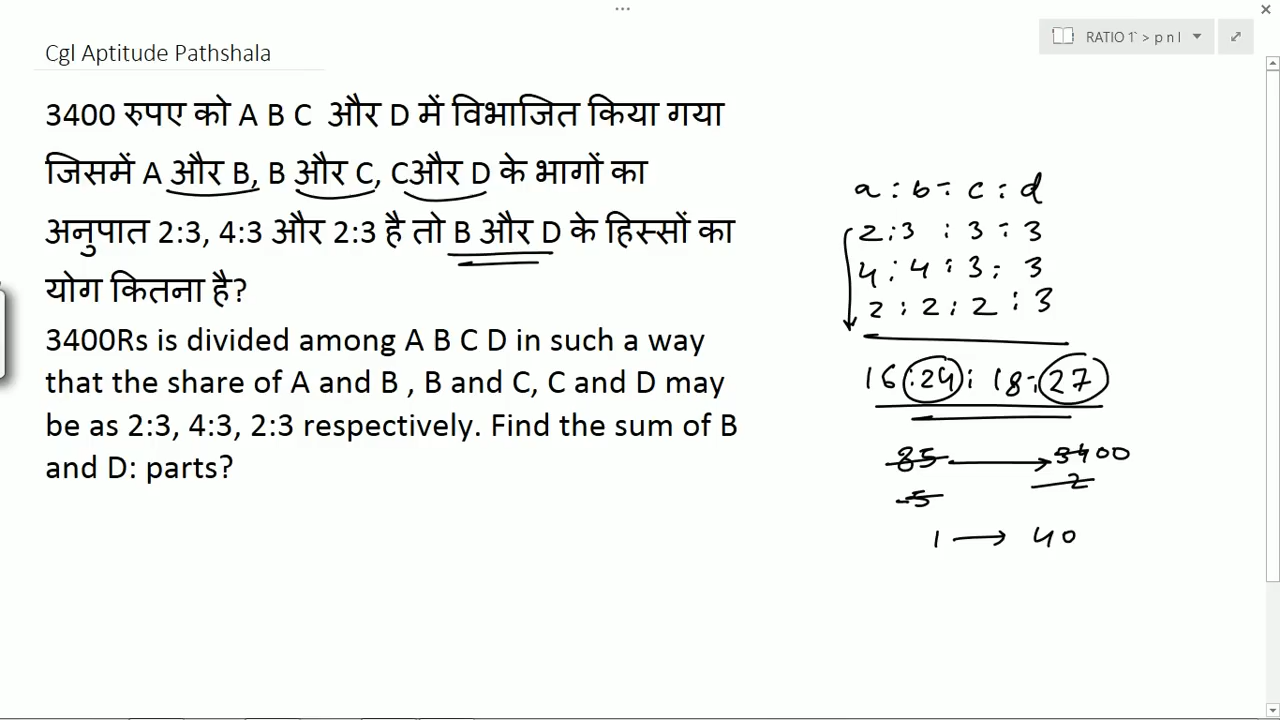 RATIO 1` > p n l
Cgl Aptitude Pathshala
3400 रुपए को A B C और D में विभाजित किया गया
जिसमें A और B, B और C, Cऔर D के भागों का
अनुपात 2:3, 4:3 और 2:3 है तो B और D के हिस्सों का
योग कितना है?
3400Rs is divided among A B C D in such a way
that the share of A and B , B and C, C and D may
be as 2:3, 4:3, 2:3 respectively. Find the sum of B
and D: parts?
a : b : c : d
2 : 3 : 3 : 3
4 : 4 : 3 : 3
2 : 2 : 2 : 3
16 : 24 : 18 : 27
85 → 3400
5 2
1 → 40